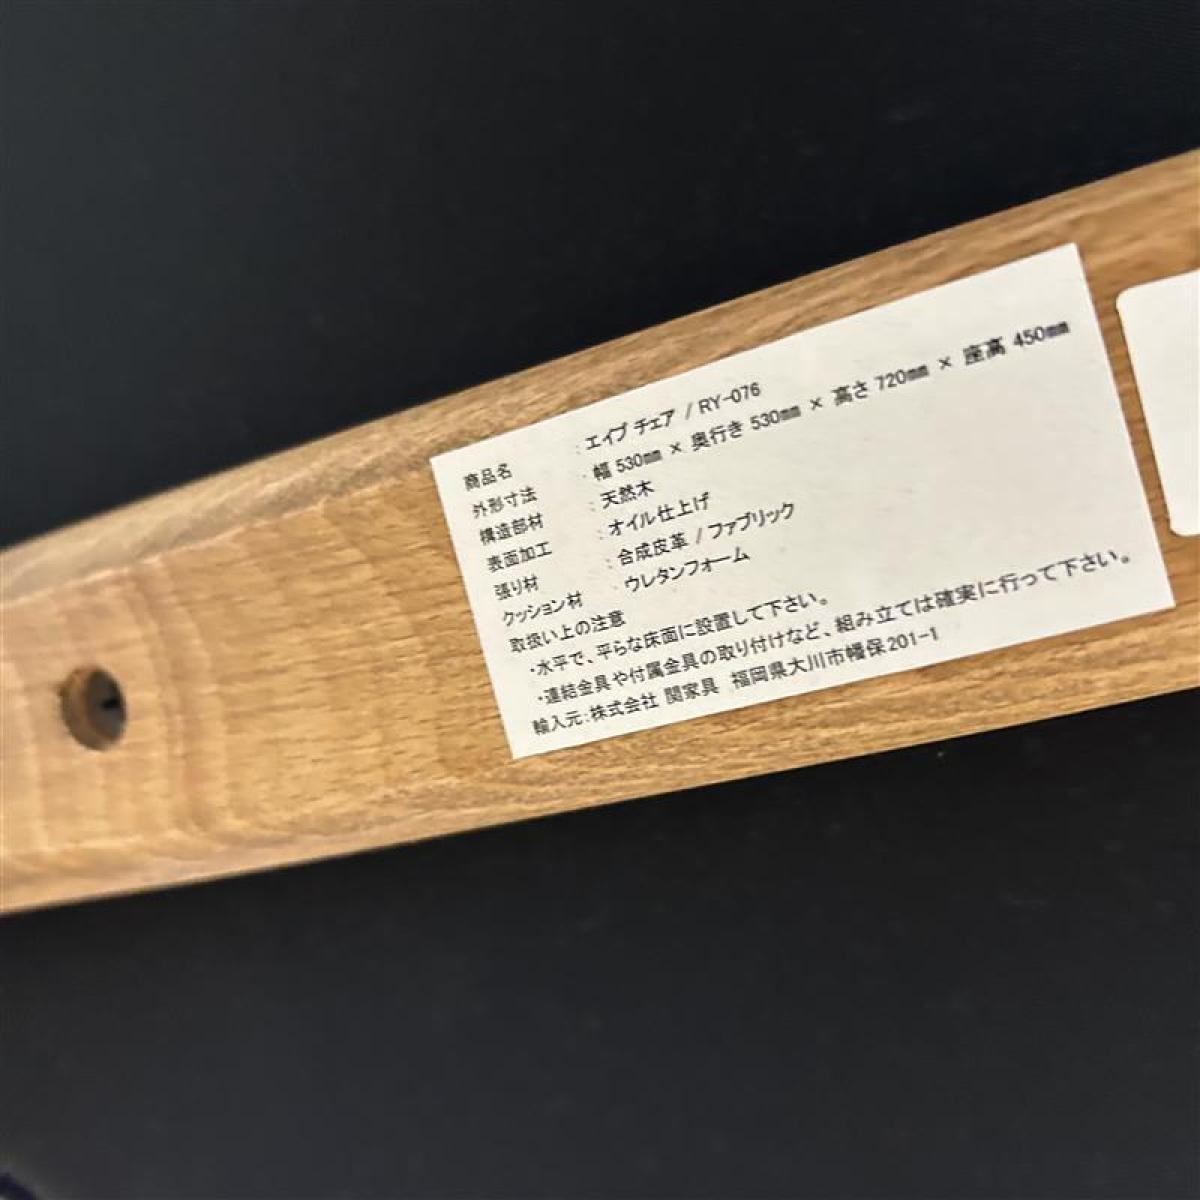 商品名 : エイプ チェア / RY-076
外形寸法 : 幅 530㎜ × 奥行き 530㎜ × 高さ 720㎜ × 座高 450㎜
構造部材 : 天然木
表面加工 : オイル仕上げ
張り材 : 合成皮革 / ファブリック
クッション材 : ウレタンフォーム
取扱い上の注意
・水平で、平らな床面に設置して下さい。
・連結金具や付属金具の取り付けなど、組み立ては確実に行って下さい。
輸入元:株式会社 関家具 福岡県大川市幡保201-1